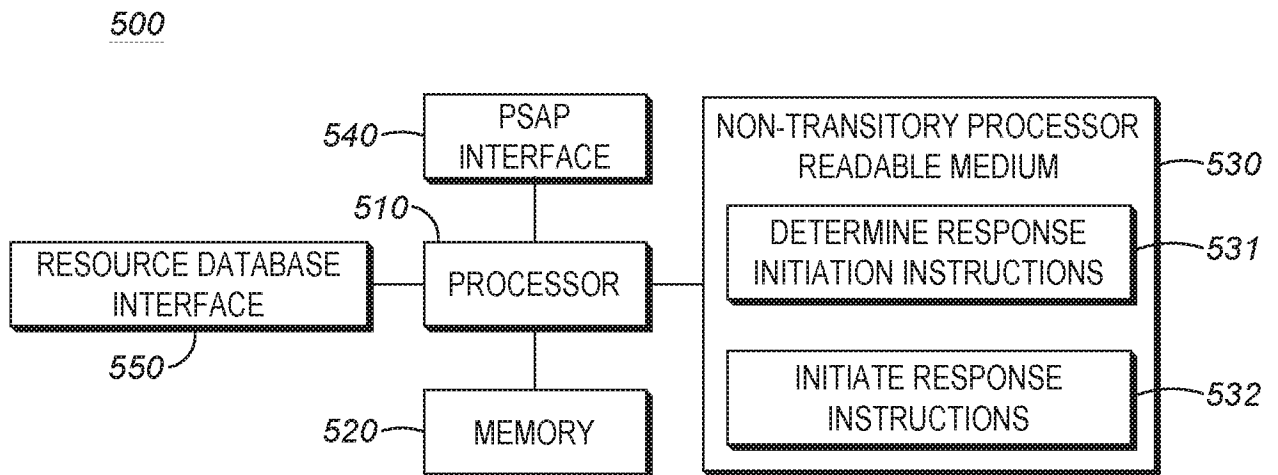 500
540
PSAP
INTERFACE
NON-TRANSITORY PROCESSOR
READABLE MEDIUM
530
510
RESOURCE DATABASE
INTERFACE
550
PROCESSOR
DETERMINE RESPONSE
INITIATION INSTRUCTIONS
531
520
MEMORY
INITIATE RESPONSE
INSTRUCTIONS
532